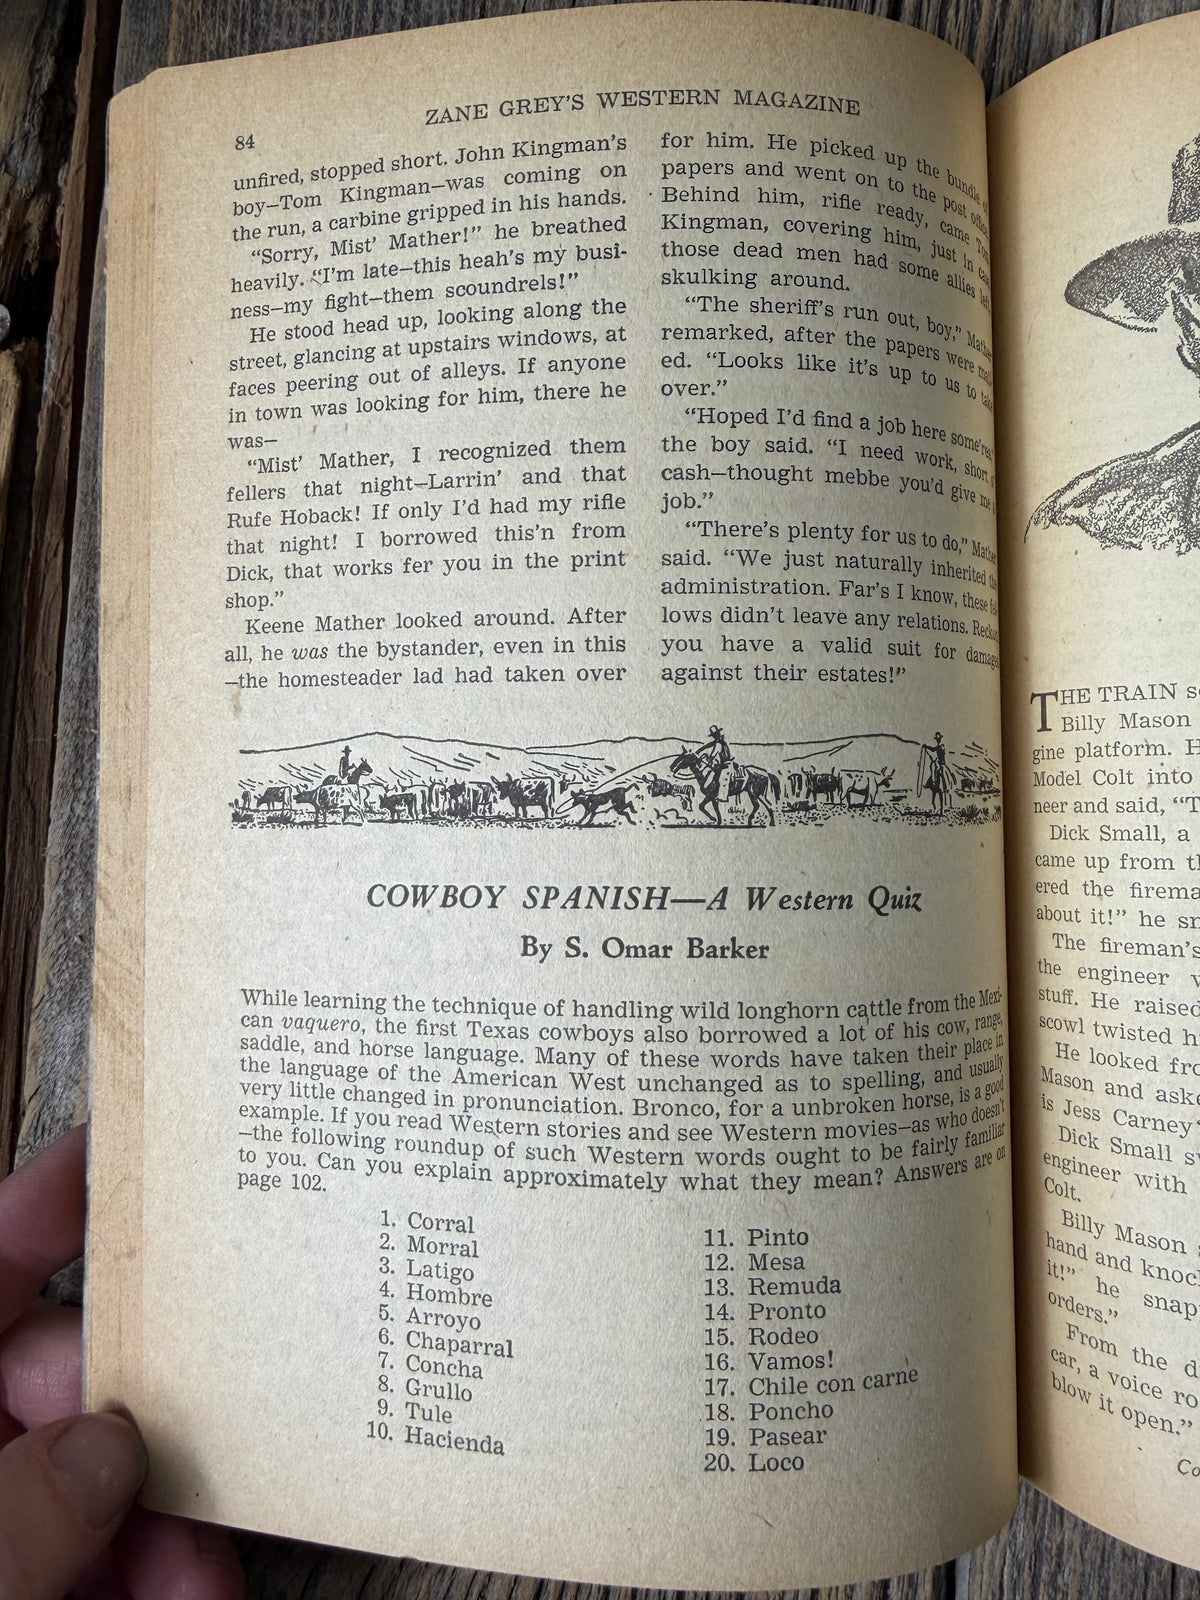 ZANE GREY'S WESTERN MAGAZINE
84
unfired, stopped short. John Kingman's
boy—Tom Kingman—was coming on
the run, a carbine gripped in his hands.
"Sorry, Mist' Mather!" he breathed
heavily. "I'm late—this heah's my busi-
ness—my fight—them scoundrels!"
He stood head up, looking along the
street, glancing at upstairs windows, at
faces peering out of alleys. If anyone
in town was looking for him, there he
was—
"Mist' Mather, I recognized them
fellers that night—Larrin' and that
Rufe Hoback! If only I'd had my rifle
that night! I borrowed this'n from
Dick, that works fer you in the print
shop."
Keene Mather looked around. After
all, he was the bystander, even in this
—the homesteader lad had taken over
for him. He picked up the bundle of
papers and went on to the post office.
Behind him, rifle ready, came Tom
Kingman, covering him, just in case
those dead men had some allies left
skulking around.
"The sheriff's run out, boy," Mather
remarked, after the papers were mail-
ed. "Looks like it's up to us to take
over."
"Hoped I'd find a job here some'res,"
the boy said. "I need work, short of
cash—thought mebbe you'd give me a
job."
"There's plenty for us to do," Mather
said. "We just naturally inherited the
administration. Far's I know, these fel-
lows didn't leave any relations. Reckon
you have a valid suit for damages
against their estates!"
COWBOY SPANISH—A Western Quiz
By S. Omar Barker
While learning the technique of handling wild longhorn cattle from the Mexi-
can vaquero, the first Texas cowboys also borrowed a lot of his cow, range,
saddle, and horse language. Many of these words have taken their place in
the language of the American West unchanged as to spelling, and usually
very little changed in pronunciation. Bronco, for a unbroken horse, is a good
example. If you read Western stories and see Western movies—as who doesn't
—the following roundup of such Western words ought to be fairly familiar
to you. Can you explain approximately what they mean? Answers are on
page 102.
1. Corral
2. Morral
3. Latigo
4. Hombre
5. Arroyo
6. Chaparral
7. Concha
8. Grullo
9. Tule
10. Hacienda
11. Pinto
12. Mesa
13. Remuda
14. Pronto
15. Rodeo
16. Vamos!
17. Chile con carne
18. Poncho
19. Pasear
20. Loco
THE TRAIN
Billy Mason
gine platform.
Model Colt into
neer and said, "T
Dick Small, a
came up from
ered the firema
about it!" he
The fireman's
the engineer
stuff. He raised
scowl twisted
He looked
Mason and
is Jess Carney
Dick Small
engineer with
Colt.
Billy Mason
hand and
it!" he
orders."
From the
car, a voice
blow it open."